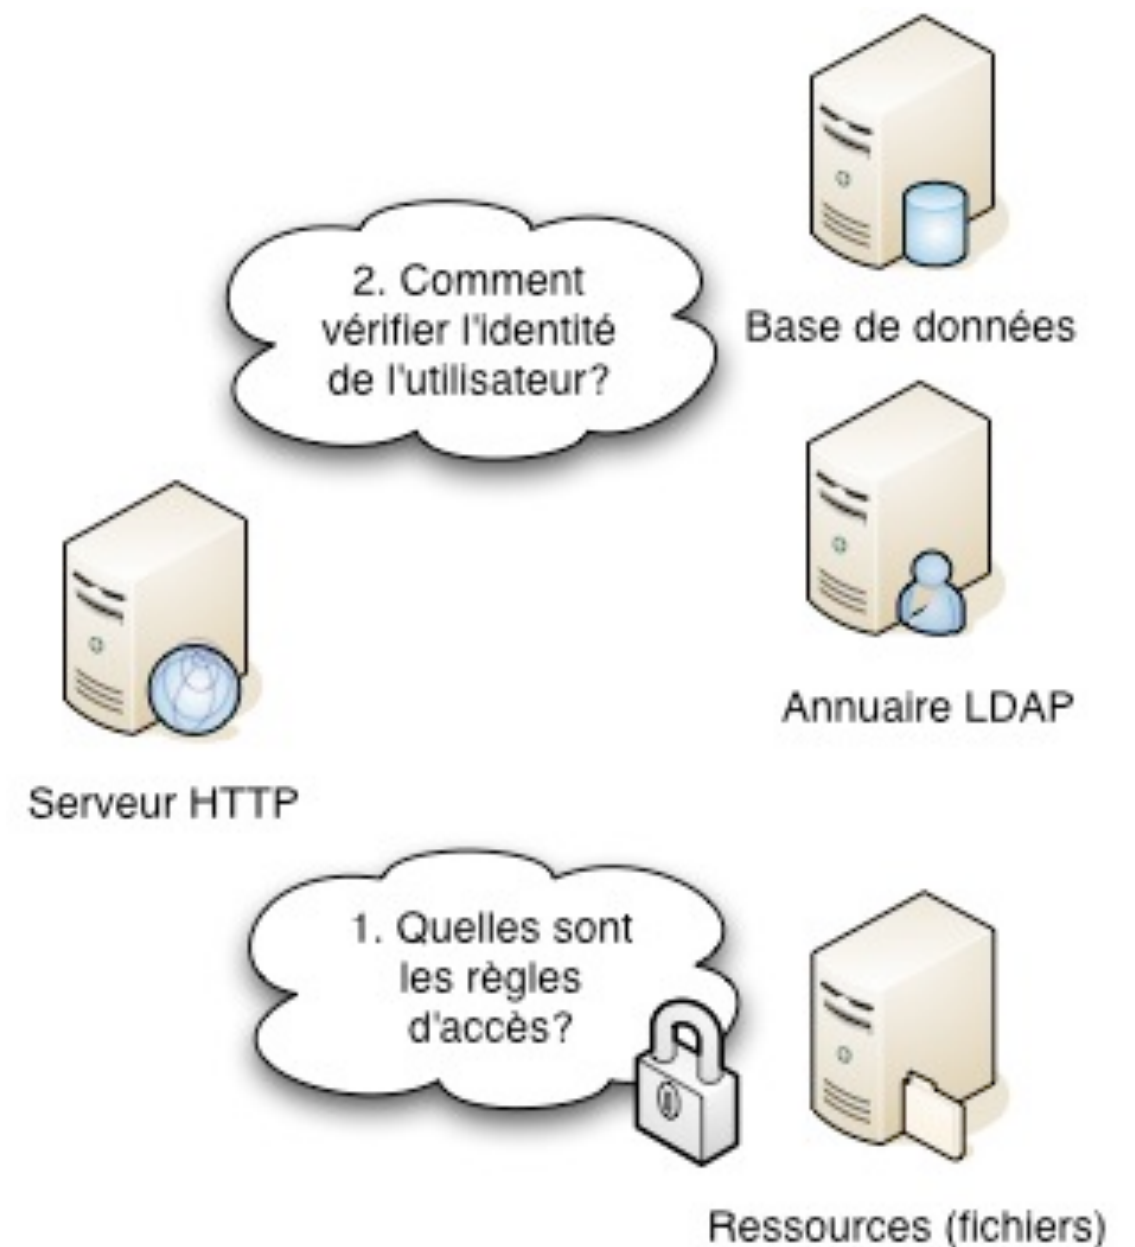 2. Comment
vérifier l'identité
de l'utilisateur?
Base de données
Annuaire LDAP
Serveur HTTP
1. Quelles sont
les règles
d'accès?
Ressources (fichiers)